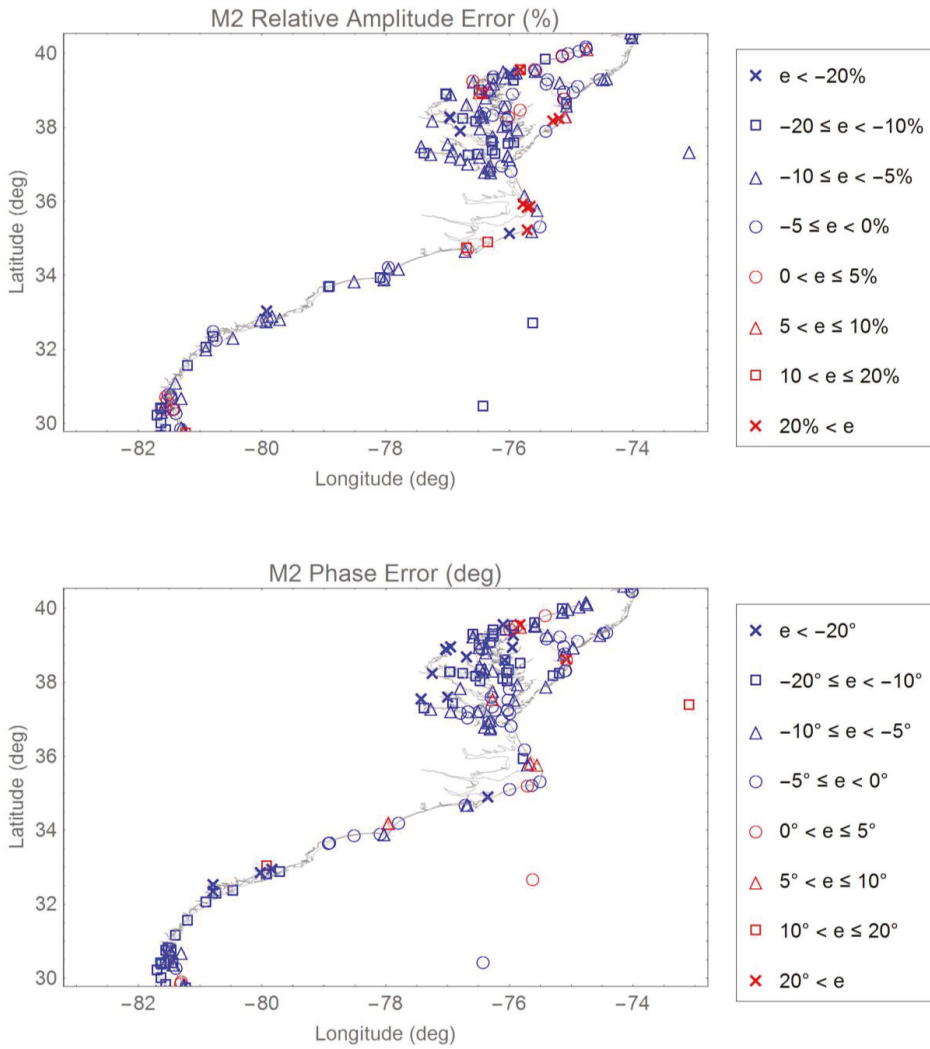 M2 Relative Amplitude Error (%)
40
38
36
34
32
30
Latitude (deg)
−82 −80 −78 −76 −74
Longitude (deg)
e < −20%
−20 ≤ e < −10%
−10 ≤ e < −5%
−5 ≤ e < 0%
0 < e ≤ 5%
5 < e ≤ 10%
10 < e ≤ 20%
20% < e
M2 Phase Error (deg)
40
38
36
34
32
30
Latitude (deg)
−82 −80 −78 −76 −74
Longitude (deg)
e < −20°
−20° ≤ e < −10°
−10° ≤ e < −5°
−5° ≤ e < 0°
0° < e ≤ 5°
5° < e ≤ 10°
10° < e ≤ 20°
20° < e